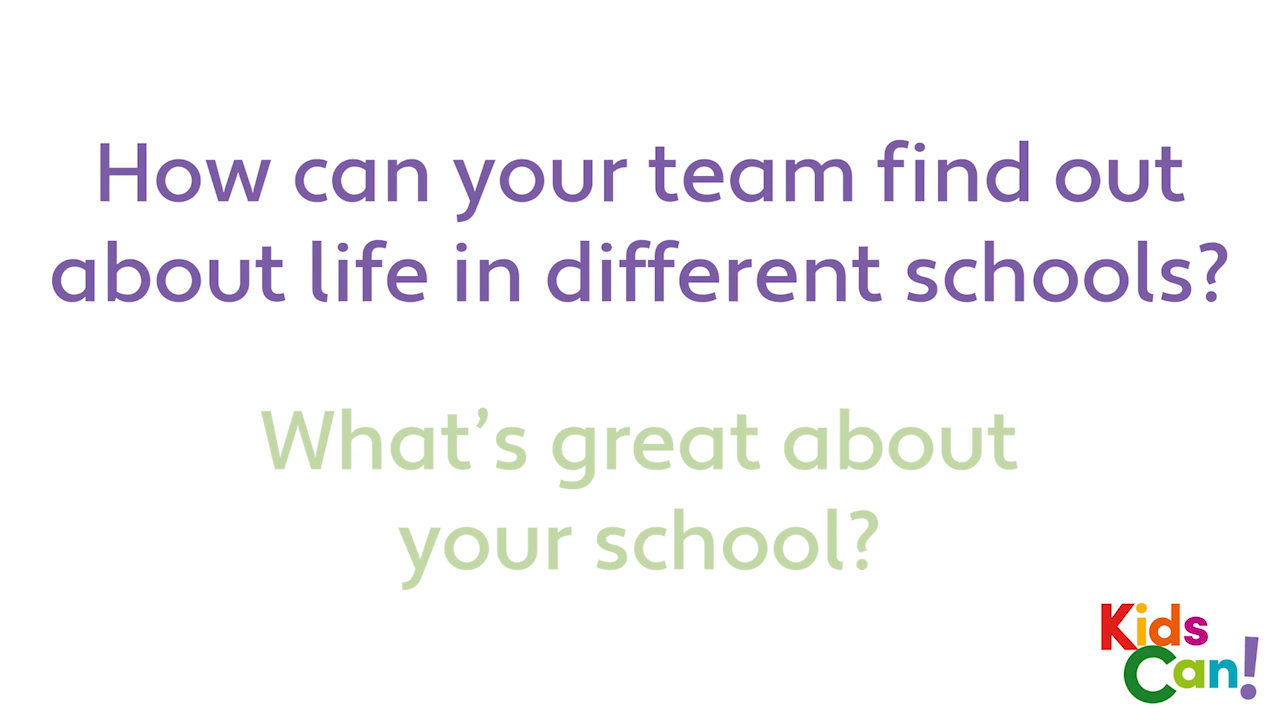 How can your team find out
about life in different schools?
What’s great about
your school?
Kids
Can!